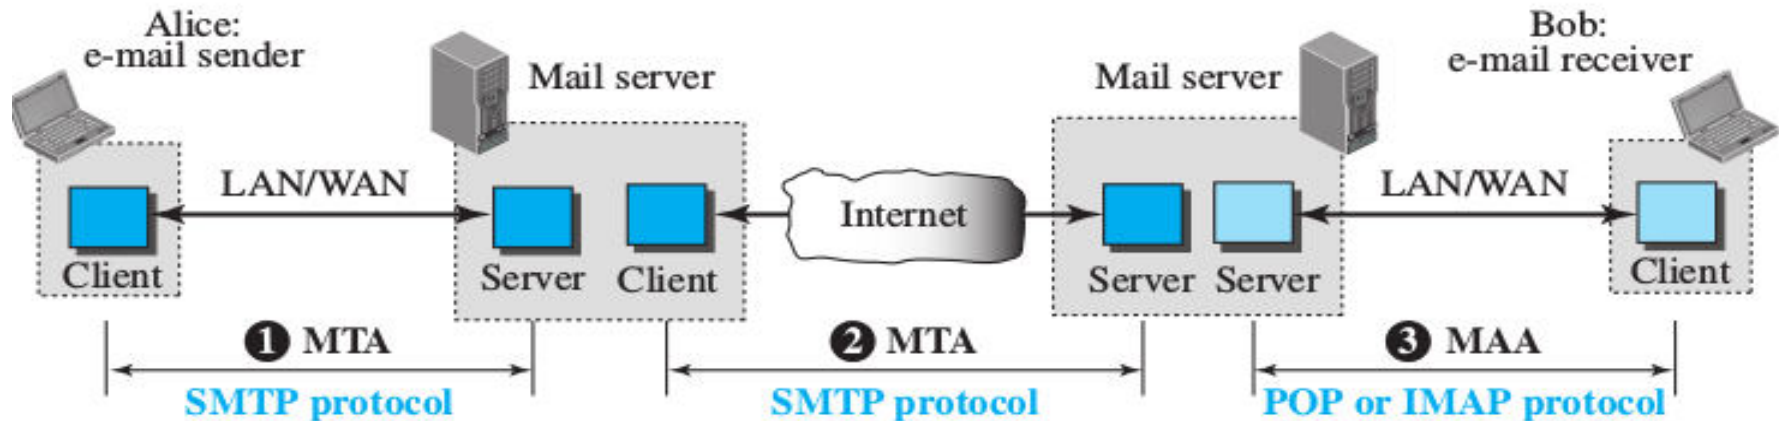 Alice:
e-mail sender
Mail server
Mail server
Bob:
e-mail receiver
LAN/WAN
Internet
LAN/WAN
Client
Server
Client
Server
Server
Client
1 MTA
2 MTA
3 MAA
SMTP protocol
SMTP protocol
POP or IMAP protocol